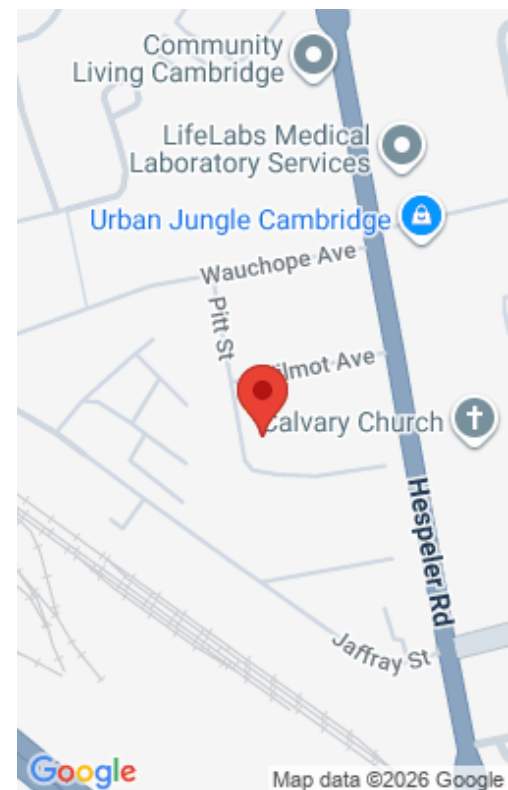 Community
Living Cambridge
LifeLabs Medical
Laboratory Services
Urban Jungle Cambridge
Wauchope Ave
Pitt St
ilmot Ave
alvary Church
Hespeler Rd
Jaffray St
Google
Map data ©2026 Google